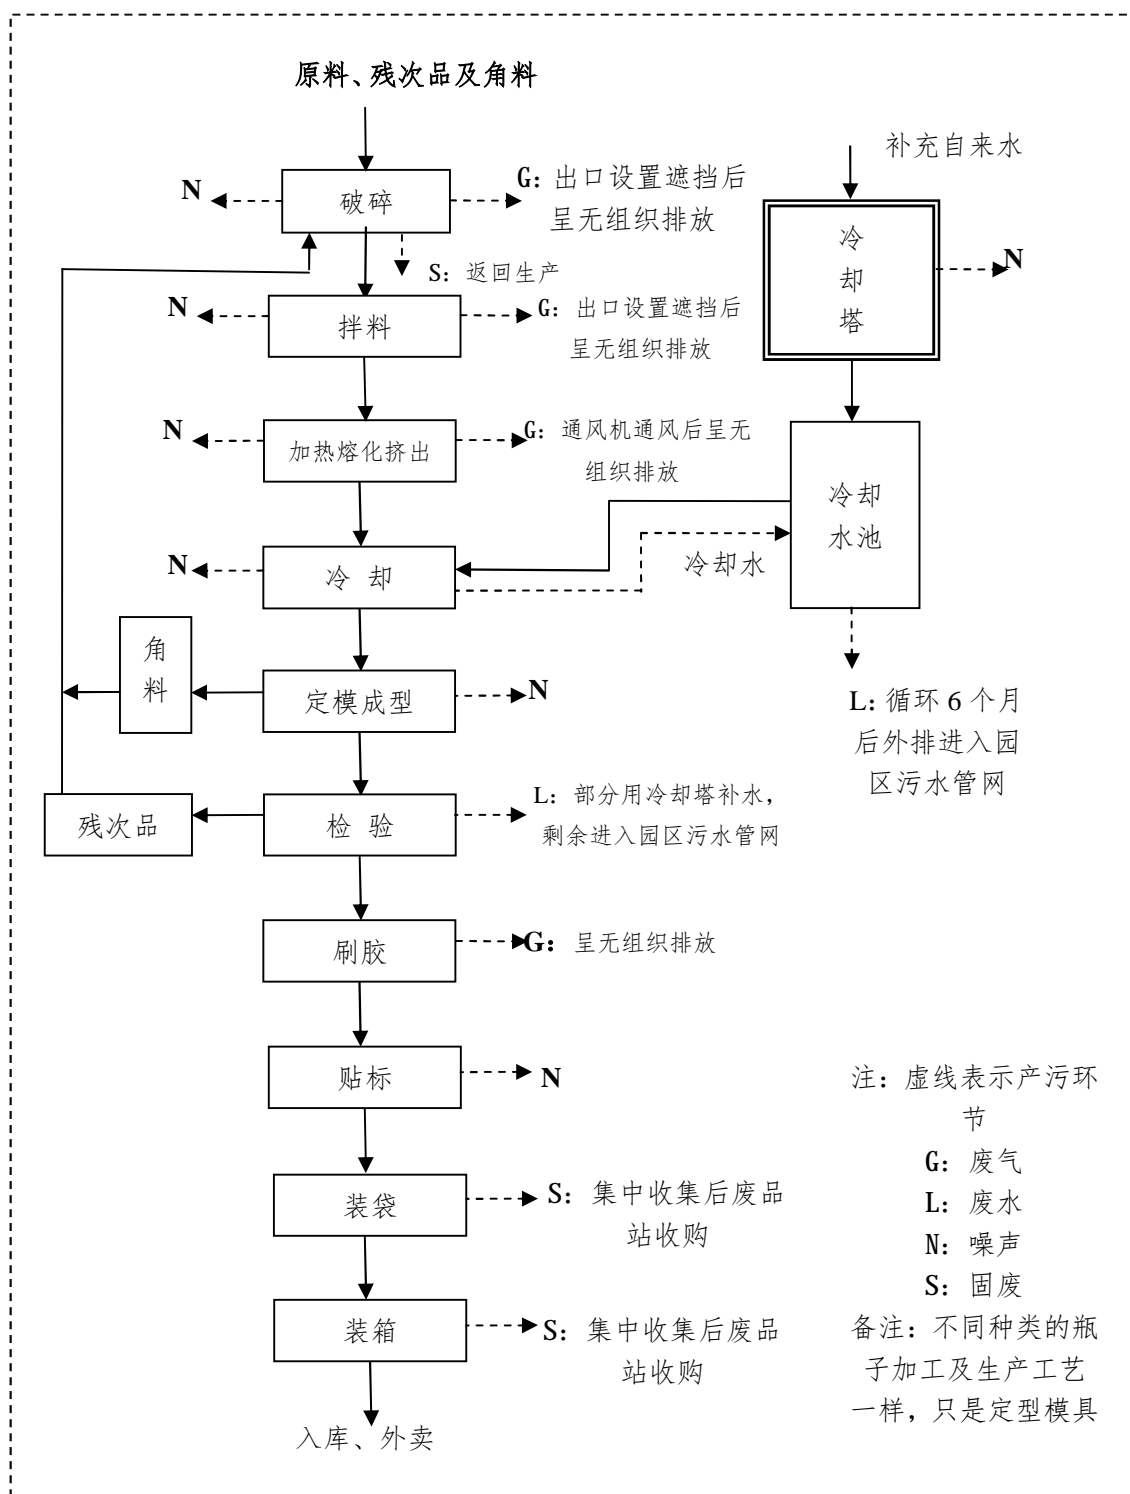 原料、残次品及角料
补充自来水
N
破碎
G：出口设置遮挡后
呈无组织排放
冷
却
塔
N
S：返回生产
N
拌料
G：出口设置遮挡后
呈无组织排放
N
加热熔化挤出
G：通风机通风后呈无
组织排放
冷却
水池
N
冷 却
冷却水
角
料
定模成型
N
L：循环 6 个月
后外排进入园
区污水管网
残次品
检 验
L：部分用冷却塔补水，
剩余进入园区污水管网
刷胶
G：呈无组织排放
贴标
N
装袋
S：集中收集后废品
站收购
装箱
S：集中收集后废品
站收购
入库、外卖
注：虚线表示产污环
节
G：废气
L：废水
N：噪声
S：固废
备注：不同种类的瓶
子加工及生产工艺
一样，只是定型模具